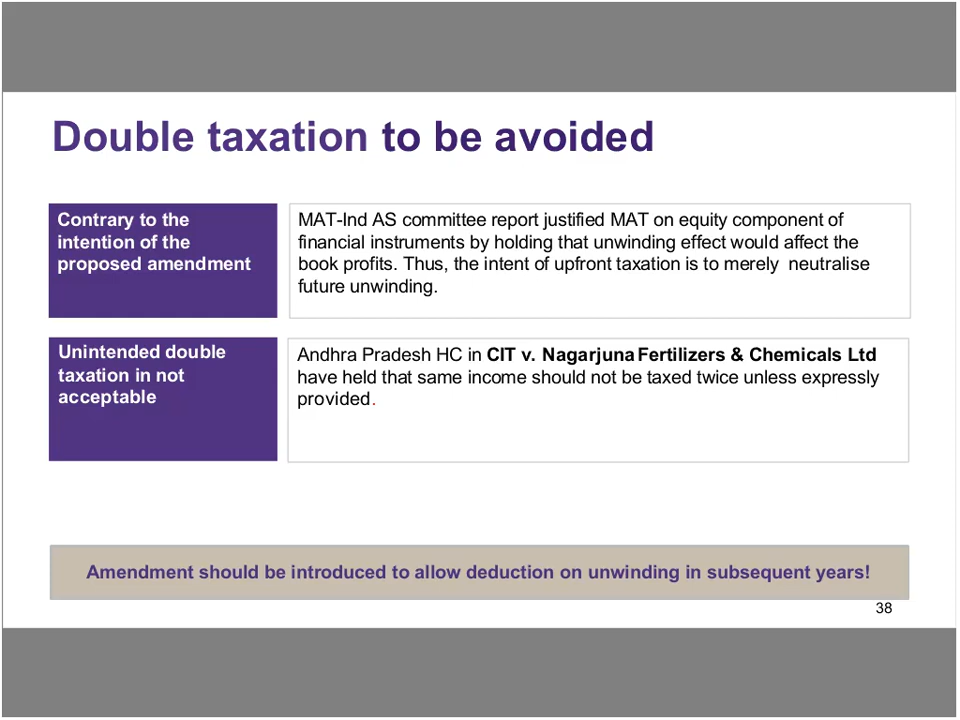 Double taxation to be avoided
Contrary to the
intention of the
proposed amendment
MAT-Ind AS committee report justified MAT on equity component of
financial instruments by holding that unwinding effect would affect the
book profits. Thus, the intent of upfront taxation is to merely neutralise
future unwinding.
Unintended double
taxation in not
acceptable
Andhra Pradesh HC in CIT v. Nagarjuna Fertilizers & Chemicals Ltd
have held that same income should not be taxed twice unless expressly
provided.
Amendment should be introduced to allow deduction on unwinding in subsequent years!
38